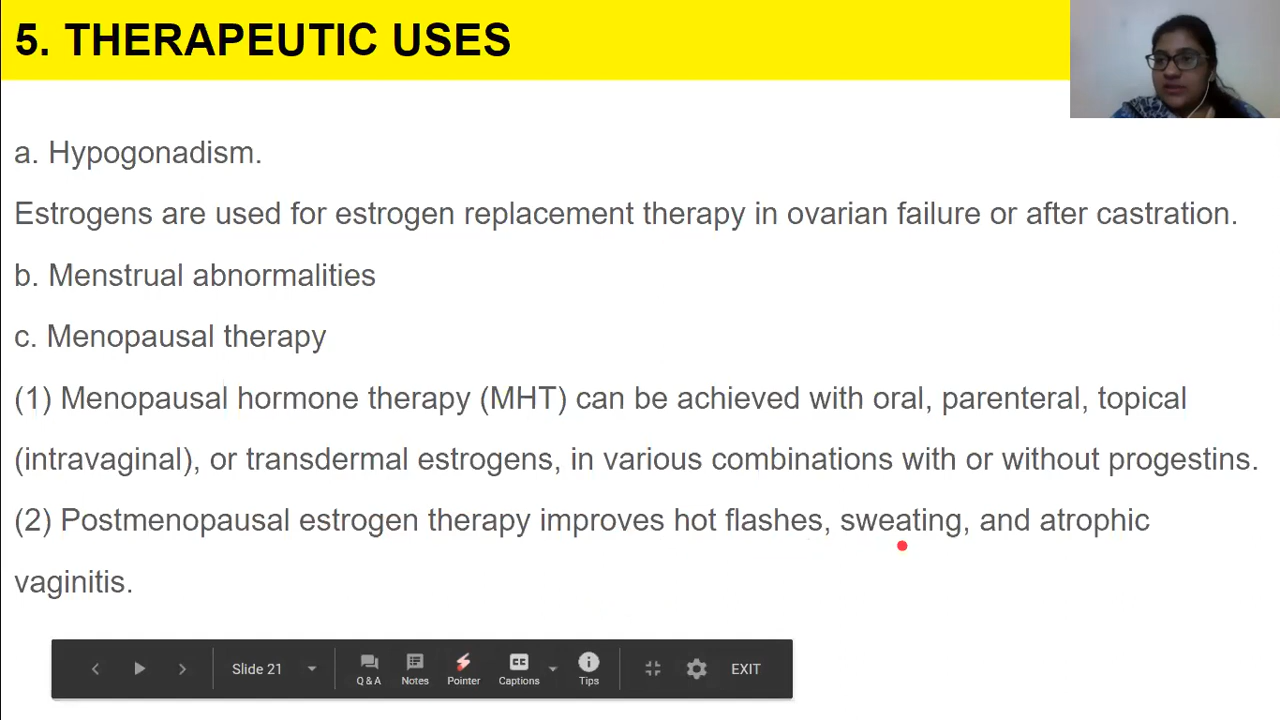 5. THERAPEUTIC USES
a. Hypogonadism.
Estrogens are used for estrogen replacement therapy in ovarian failure or after castration.
b. Menstrual abnormalities
c. Menopausal therapy
(1) Menopausal hormone therapy (MHT) can be achieved with oral, parenteral, topical
(intravaginal), or transdermal estrogens, in various combinations with or without progestins.
(2) Postmenopausal estrogen therapy improves hot flashes, sweating, and atrophic
vaginitis.
Slide 21 Q & A Notes Pointer CC Captions Tips EXIT